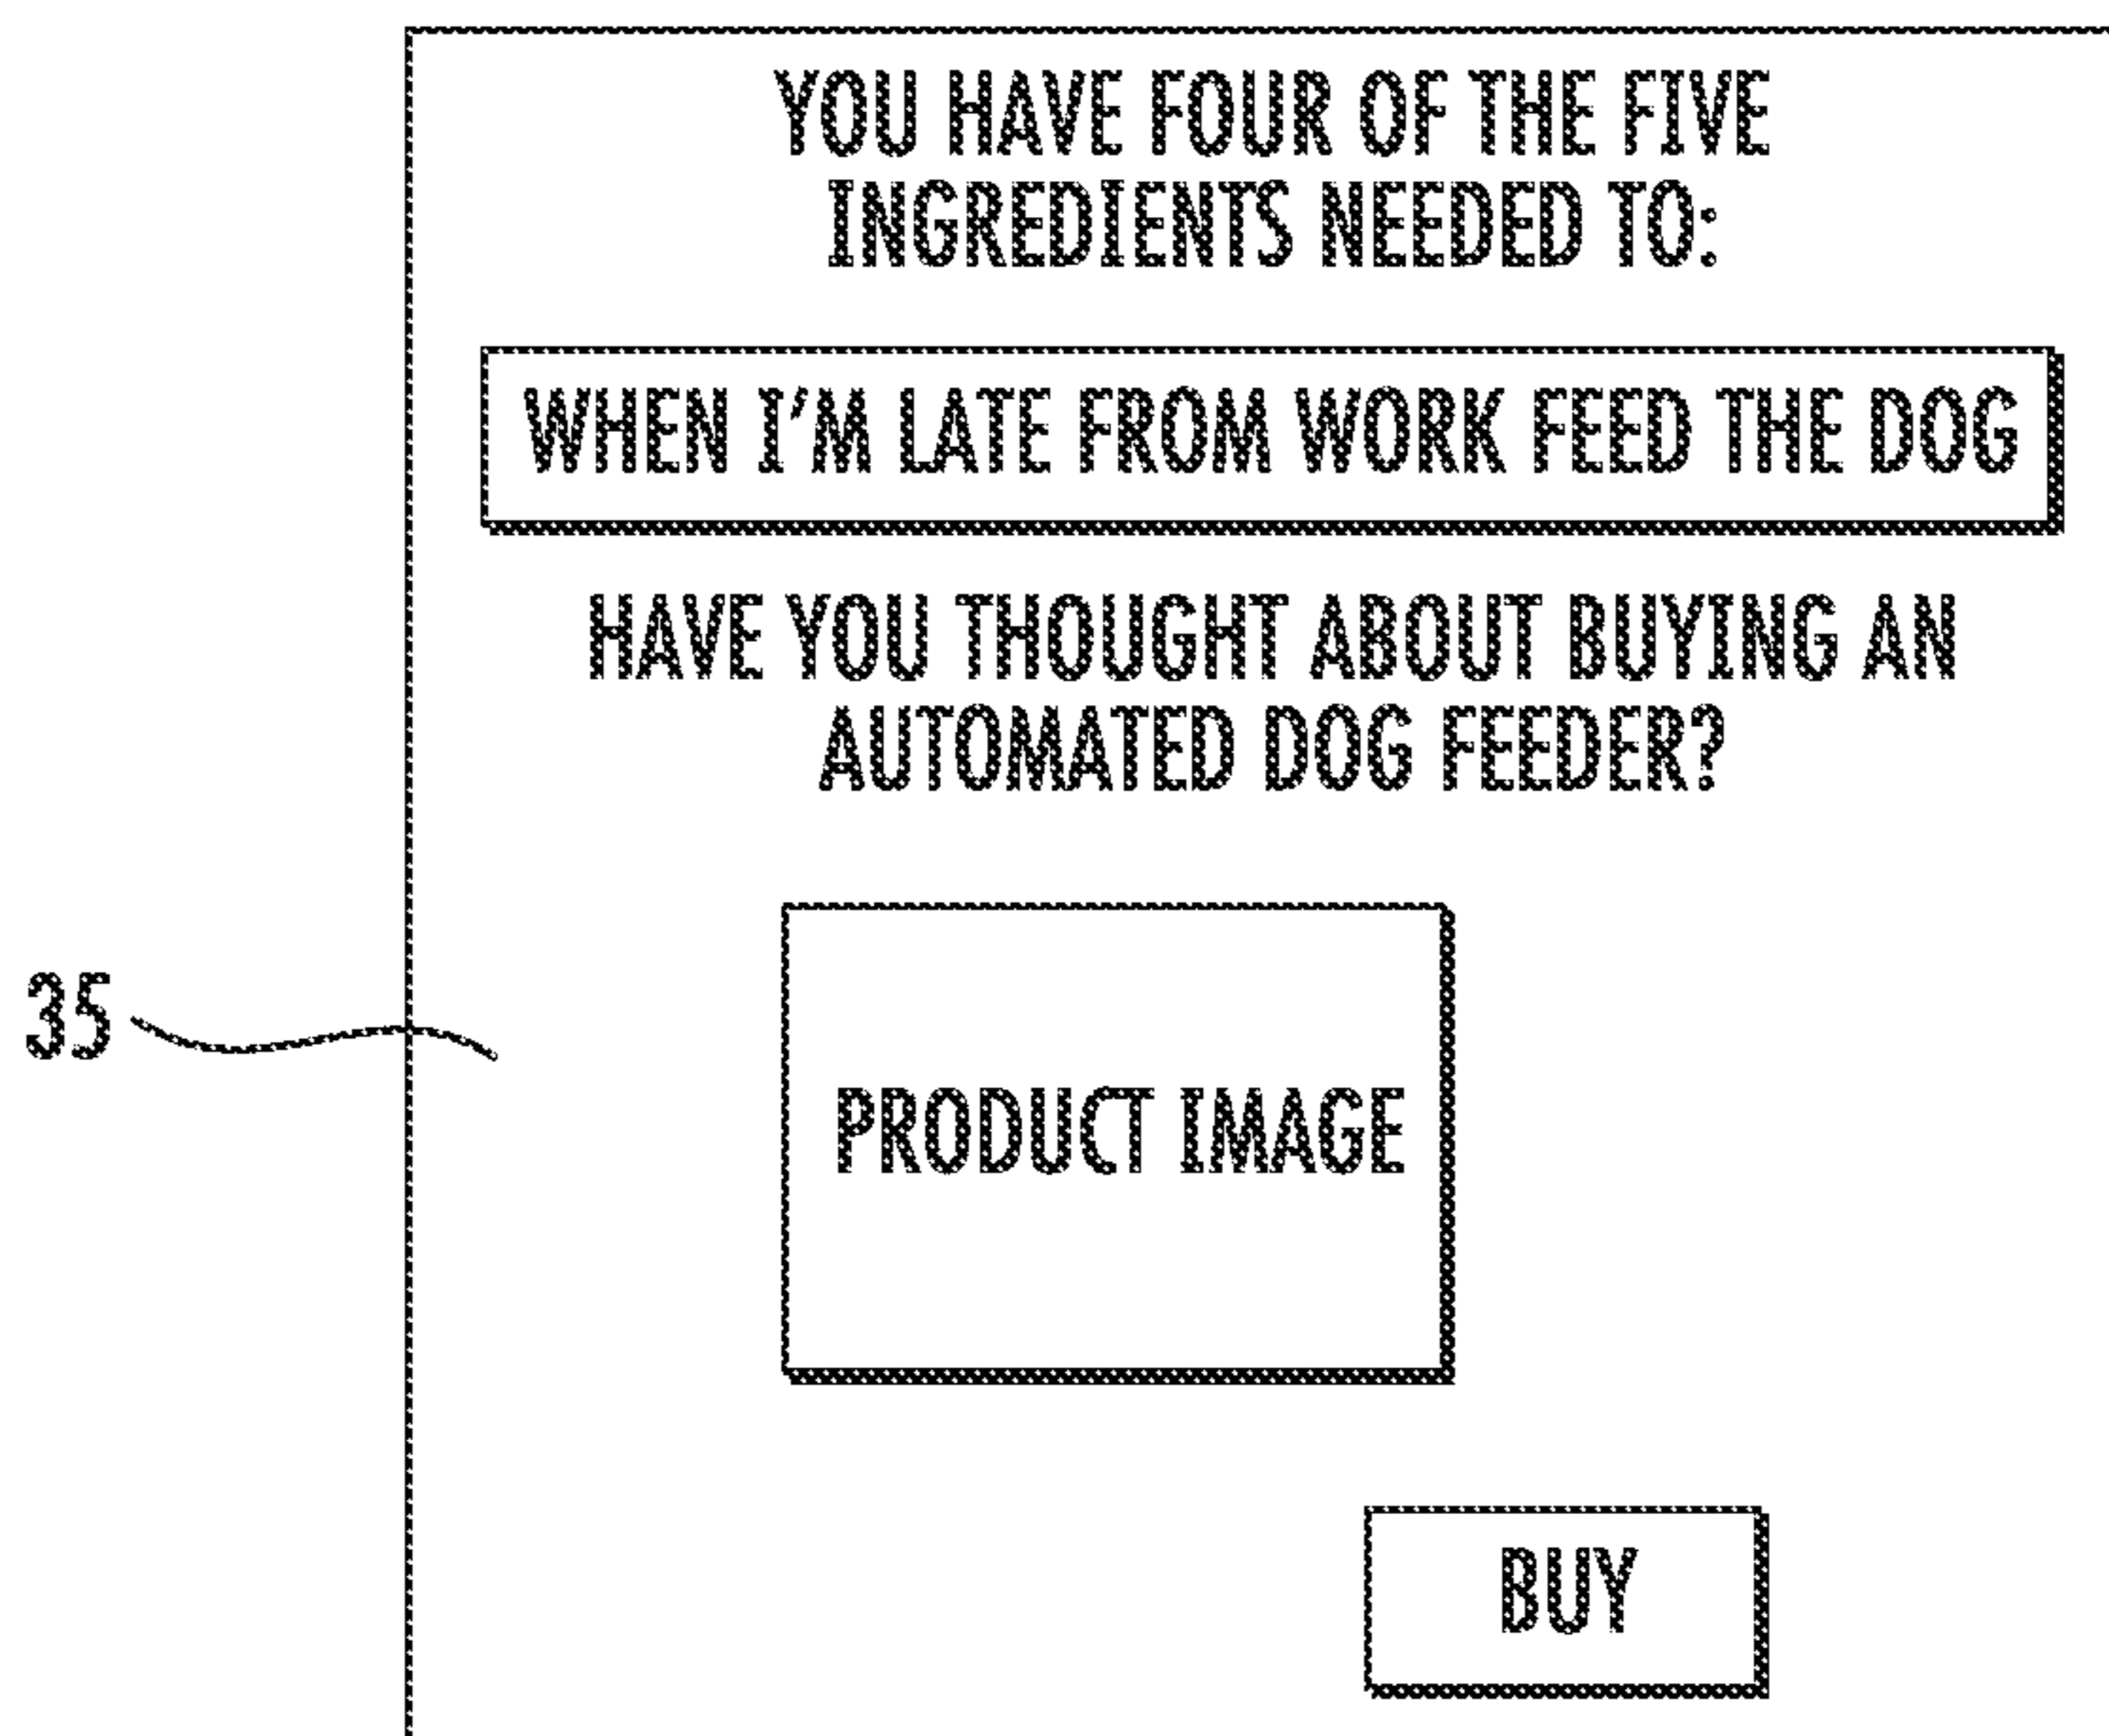 YOU HAVE FOUR OF THE FIVE
INGREDIENTS NEEDED TO:
WHEN I'M LATE FROM WORK FEED THE DOG
HAVE YOU THOUGHT ABOUT BUYING AN
AUTOMATED DOG FEEDER?
35
PRODUCT IMAGE
BUY